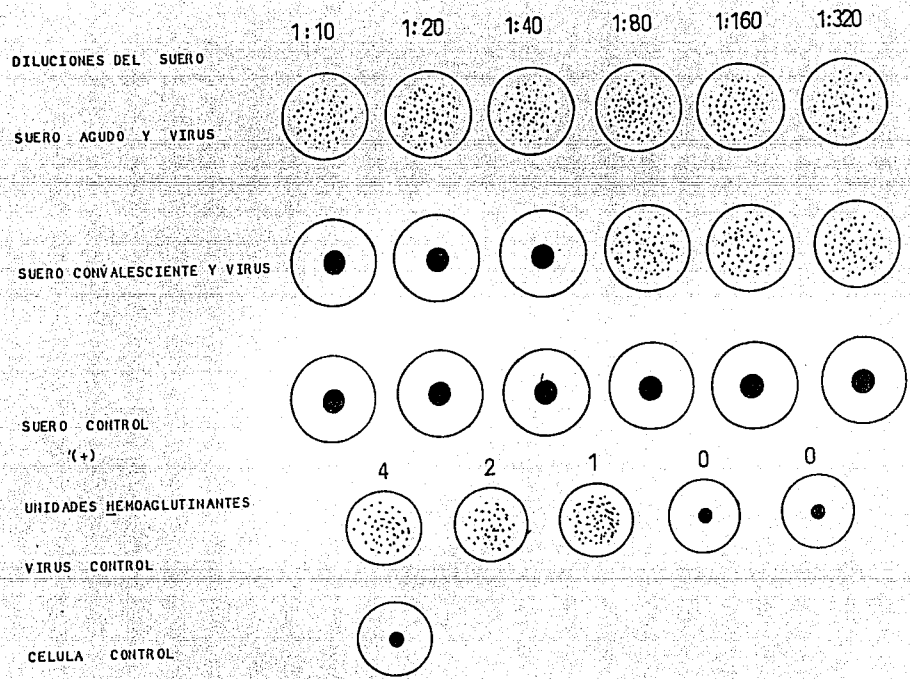 1:10 1:20 1:40 1:80 1:160 1:320
DILUCIONES DEL SUERO
SUERO AGUDO Y VIRUS
SUERO CONVALESCIENTE Y VIRUS
SUERO CONTROL
(+)
4 2 1 0 0
UNIDADES HEMOAGLUTINANTES
VIRUS CONTROL
CELULA CONTROL